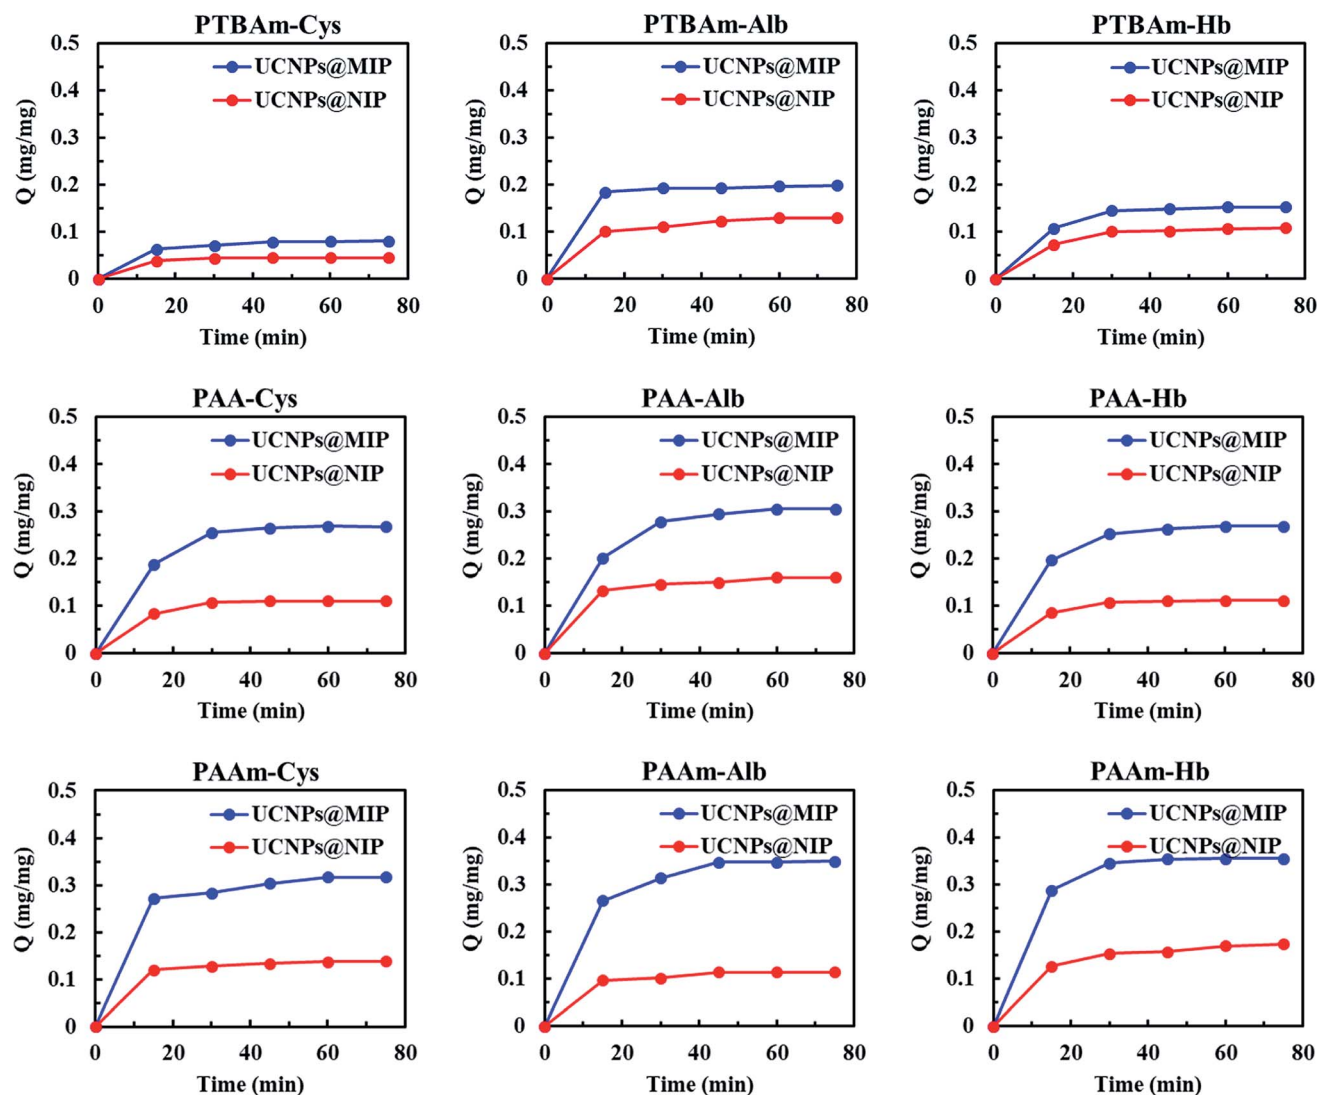 PTBAm-Cys
0.5
0.4
0.3
0.2
0.1
0
Q (mg/mg)
UCNPs@MIP
UCNPs@NIP
0 20 40 60 80
Time (min)
PTBAm-Alb
0.5
0.4
0.3
0.2
0.1
0
Q (mg/mg)
UCNPs@MIP
UCNPs@NIP
0 20 40 60 80
Time (min)
PTBAm-Hb
0.5
0.4
0.3
0.2
0.1
0
Q (mg/mg)
UCNPs@MIP
UCNPs@NIP
0 20 40 60 80
Time (min)
PAA-Cys
0.5
0.4
0.3
0.2
0.1
0
Q (mg/mg)
UCNPs@MIP
UCNPs@NIP
0 20 40 60 80
Time (min)
PAA-Alb
0.5
0.4
0.3
0.2
0.1
0
Q (mg/mg)
UCNPs@MIP
UCNPs@NIP
0 20 40 60 80
Time (min)
PAA-Hb
0.5
0.4
0.3
0.2
0.1
0
Q (mg/mg)
UCNPs@MIP
UCNPs@NIP
0 20 40 60 80
Time (min)
PAAm-Cys
0.5
0.4
0.3
0.2
0.1
0
Q (mg/mg)
UCNPs@MIP
UCNPs@NIP
0 20 40 60 80
Time (min)
PAAm-Alb
0.5
0.4
0.3
0.2
0.1
0
Q (mg/mg)
UCNPs@MIP
UCNPs@NIP
0 20 40 60 80
Time (min)
PAAm-Hb
0.5
0.4
0.3
0.2
0.1
0
Q (mg/mg)
UCNPs@MIP
UCNPs@NIP
0 20 40 60 80
Time (min)